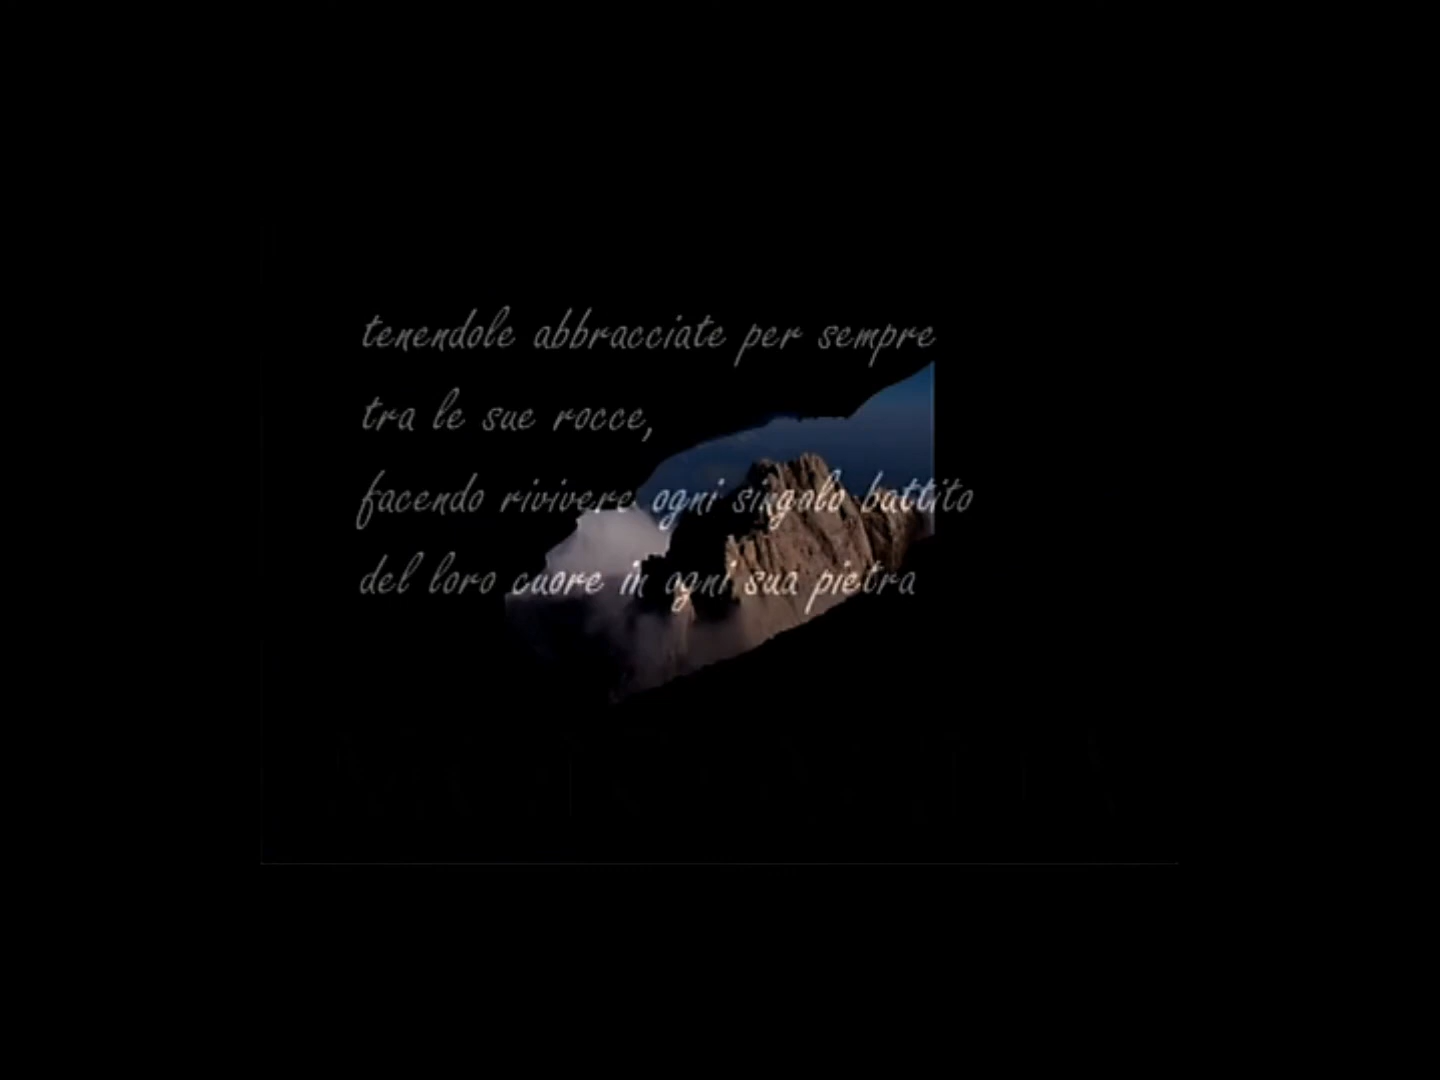 tenendole abbracciate per sempre
tra le sue rocce,
facendo rivivere ogni singolo battito
del loro cuore in ogni sua pietra